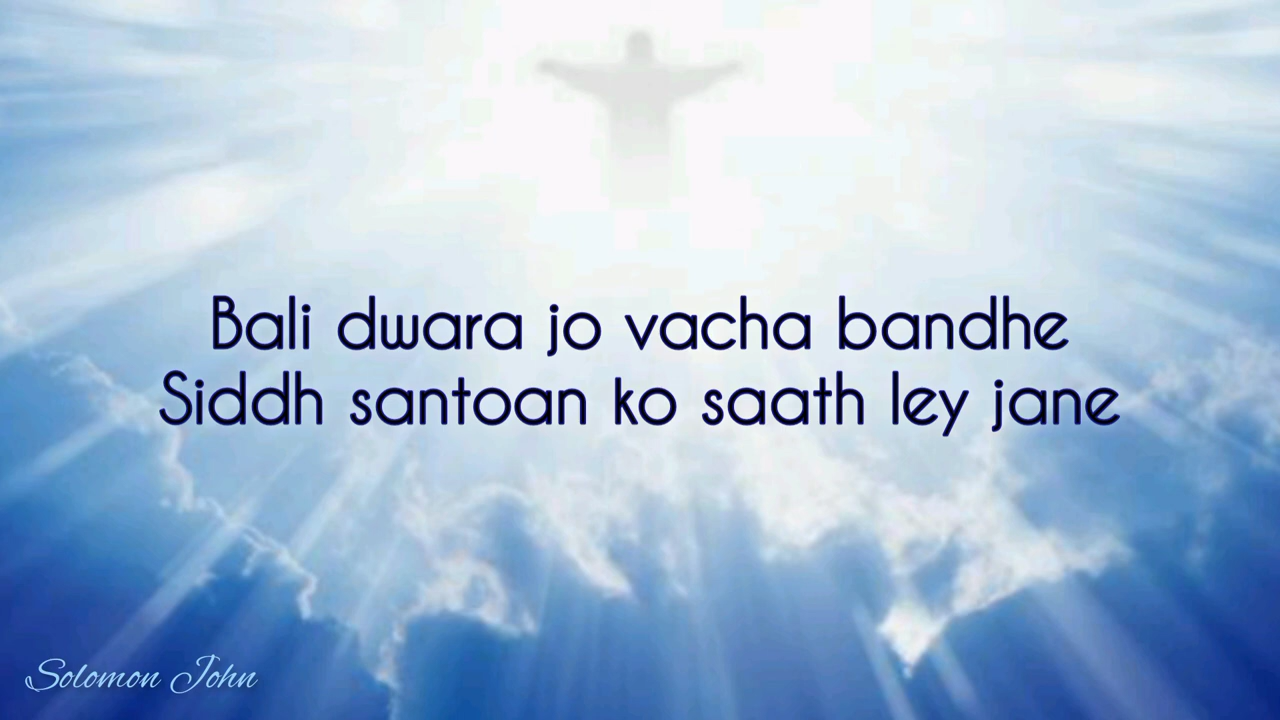 Bali dwara jo vacha bandhe
Siddh santoan ko saath ley jane
Solomon John